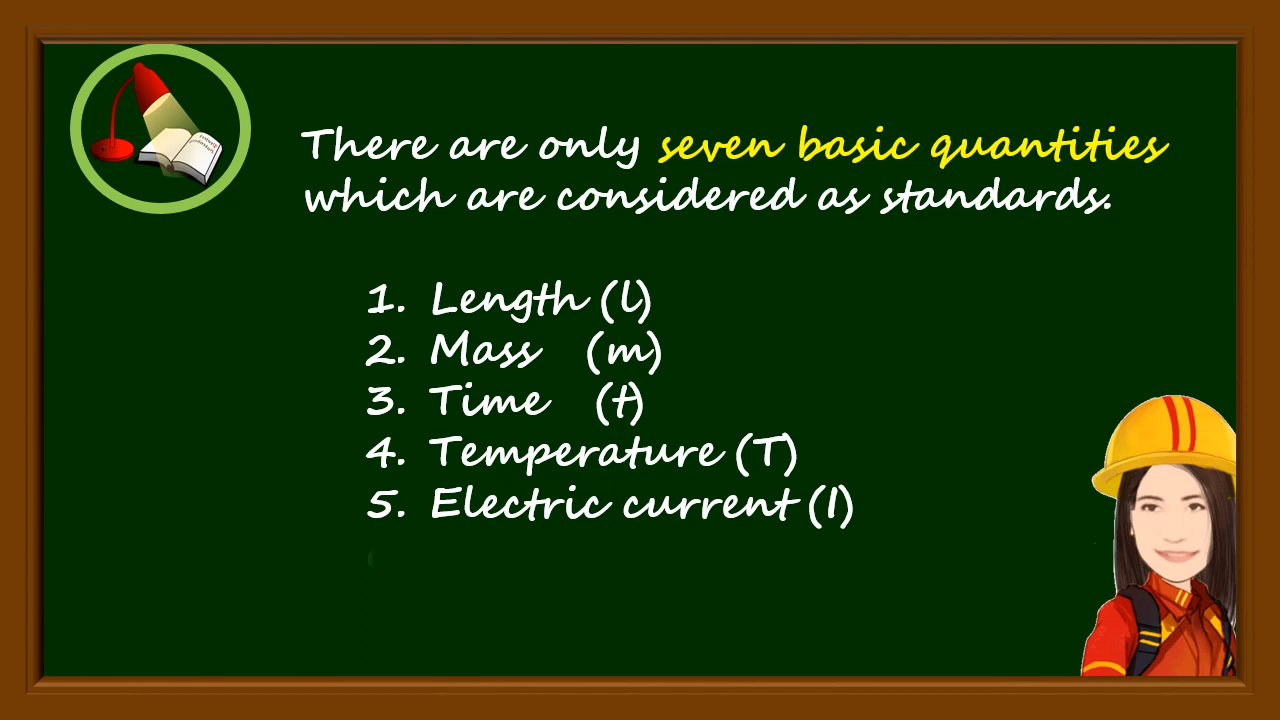 There are only seven basic quantities
which are considered as standards.
1. Length (l)
2. Mass (m)
3. Time (t)
4. Temperature (T)
5. Electric current (I)